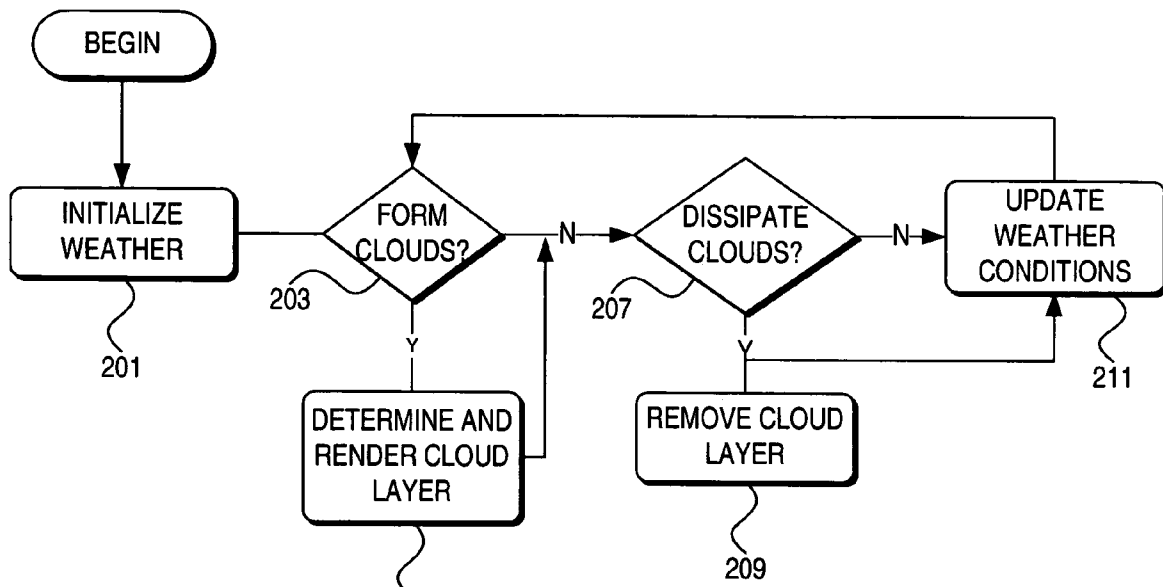 BEGIN
INITIALIZE
WEATHER
201
FORM
CLOUDS?
203
N
Y
DETERMINE AND
RENDER CLOUD
LAYER
DISSIPATE
CLOUDS?
207
N
Y
REMOVE CLOUD
LAYER
209
UPDATE
WEATHER
CONDITIONS
211